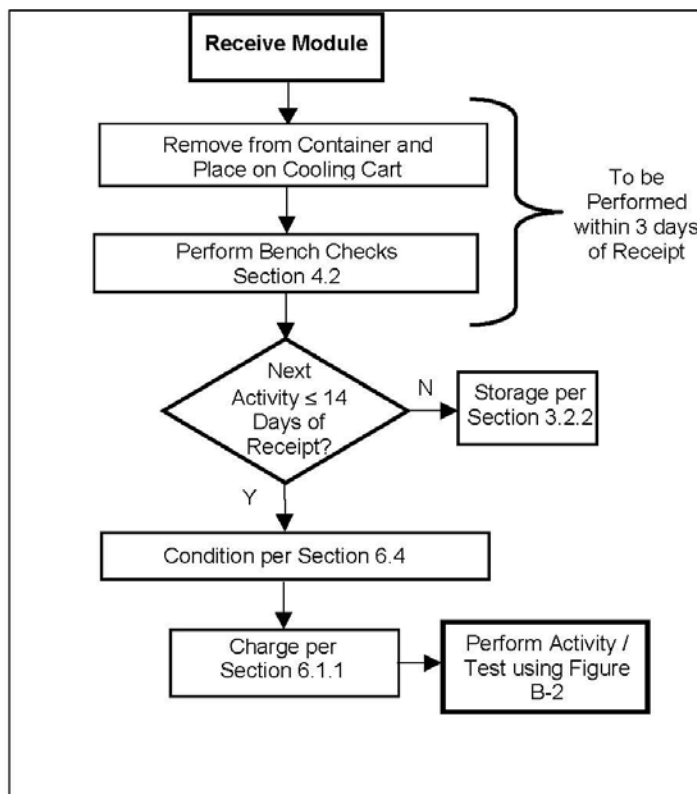 Receive Module
Remove from Container and
Place on Cooling Cart
To be
Performed
within 3 days
of Receipt
Perform Bench Checks
Section 4.2
Next
Activity ≤ 14
Days of
Receipt?
N
Storage per
Section 3.2.2
Y
Condition per Section 6.4
Charge per
Section 6.1.1
Perform Activity /
Test using Figure
B-2